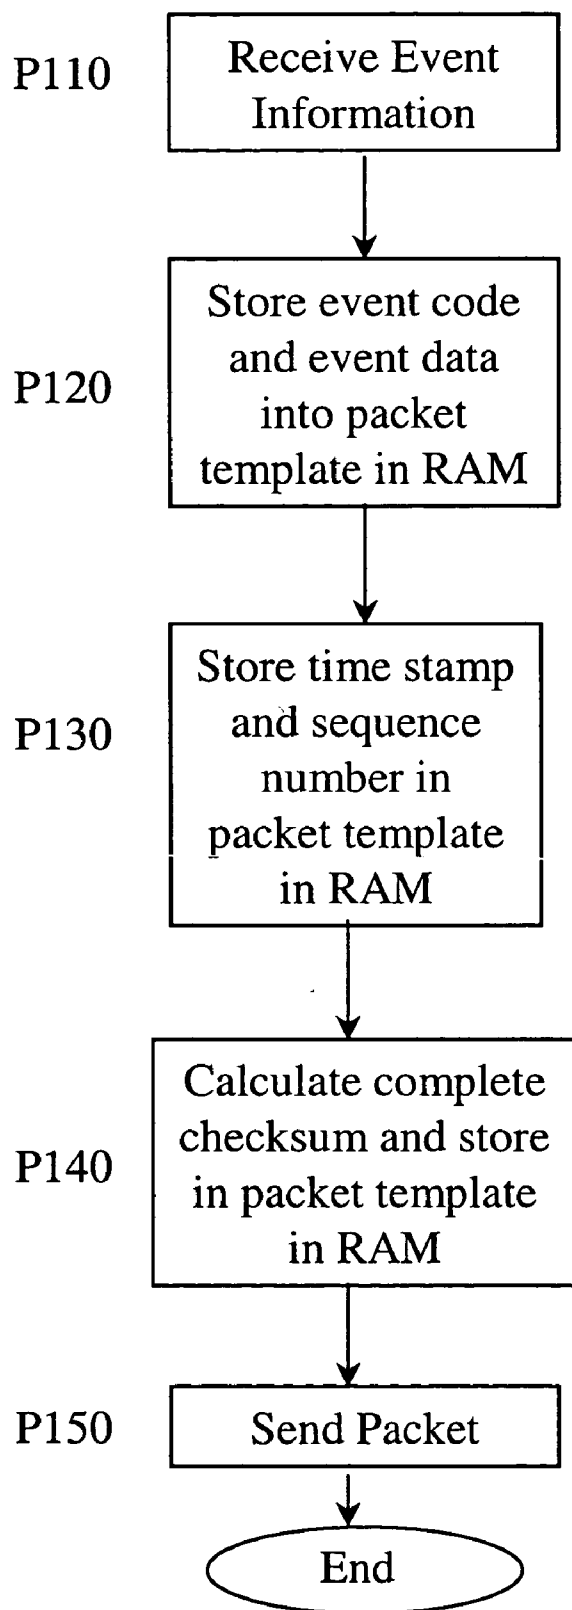 P110
Receive Event
Information
P120
Store event code
and event data
into packet
template in RAM
P130
Store time stamp
and sequence
number in
packet template
in RAM
P140
Calculate complete
checksum and store
in packet template
in RAM
P150
Send Packet
End